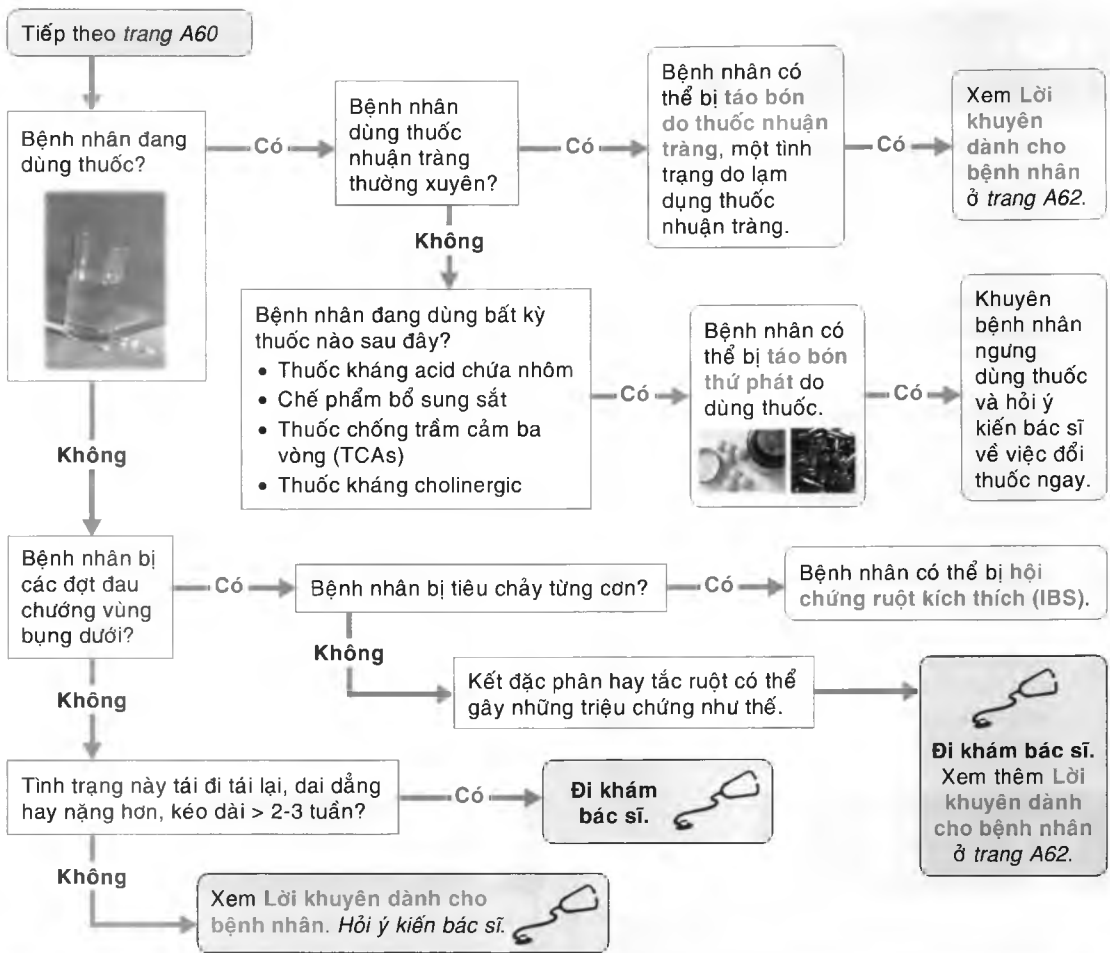 Tiếp theo trang A60
Bệnh nhân đang
dùng thuốc?
Có
Bệnh nhân
dùng thuốc
nhuận tràng
thường xuyên?
Có
Bệnh nhân có
thể bị táo bón
do thuốc nhuận
tràng, một tình
trạng do lạm
dụng thuốc
nhuận tràng.
Có
Xem Lời
khuyên
dành cho
bệnh nhân
ở trang A62.
Không
Bệnh nhân đang dùng bất kỳ
thuốc nào sau đây?
• Thuốc kháng acid chứa nhôm
• Chế phẩm bổ sung sắt
• Thuốc chống trầm cảm ba
vòng (TCAs)
• Thuốc kháng cholinergic
Có
Bệnh nhân có
thể bị táo bón
thứ phát do
dùng thuốc.
Có
Khuyên
bệnh nhân
ngưng
dùng thuốc
và hỏi ý
kiến bác sĩ
về việc đổi
thuốc ngay.
Không
Bệnh nhân bị
các đợt đau
chướng vùng
bụng dưới?
Có
Bệnh nhân bị tiêu chảy từng cơn?
Có
Bệnh nhân có thể bị hội
chứng ruột kích thích (IBS).
Không
Kết đặc phân hay tắc ruột có thể
gây những triệu chứng như thế.
Đi khám bác sĩ.
Xem thêm Lời
khuyên dành
cho bệnh nhân
ở trang A62.
Không
Tình trạng này tái đi tái lại, dai dẳng
hay nặng hơn, kéo dài > 2-3 tuần?
Có
Đi khám
bác sĩ.
Không
Xem Lời khuyên dành cho
bệnh nhân. Hỏi ý kiến bác sĩ.